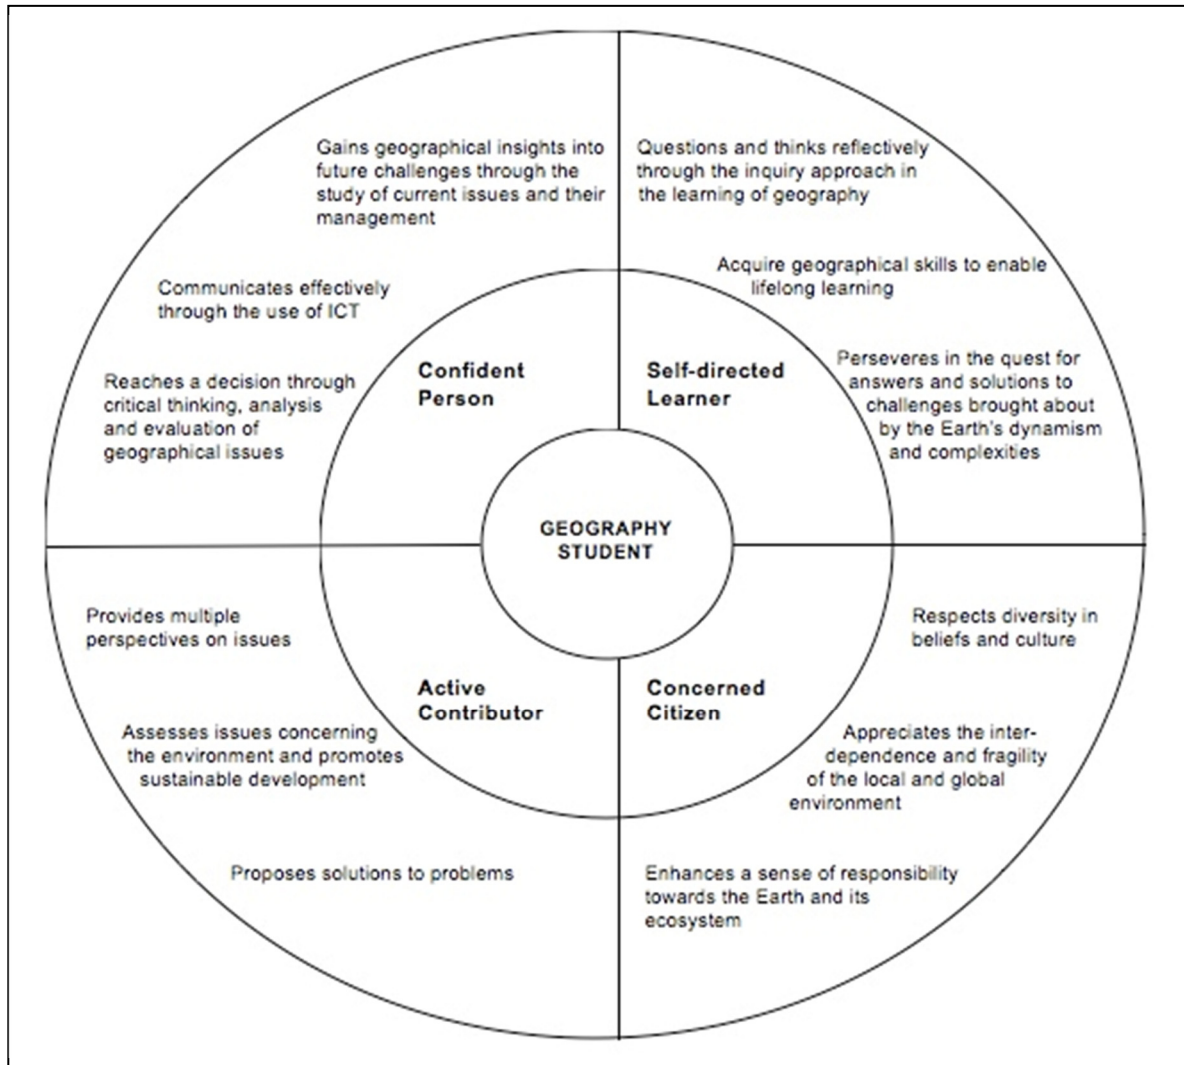 Gains geographical insights into
future challenges through the
study of current issues and their
management
Communicates effectively
through the use of ICT
Reaches a decision through
critical thinking, analysis
and evaluation of
geographical issues
Confident
Person
Questions and thinks reflectively
through the inquiry approach in
the learning of geography
Acquire geographical skills to enable
lifelong learning
Perseveres in the quest for
answers and solutions to
challenges brought about
by the Earth's dynamism
and complexities
Self-directed
Learner
GEOGRAPHY
STUDENT
Provides multiple
perspectives on issues
Assesses issues concerning
the environment and promotes
sustainable development
Proposes solutions to problems
Active
Contributor
Concerned
Citizen
Respects diversity in
beliefs and culture
Appreciates the inter-
dependence and fragility
of the local and global
environment
Enhances a sense of responsibility
towards the Earth and its
ecosystem